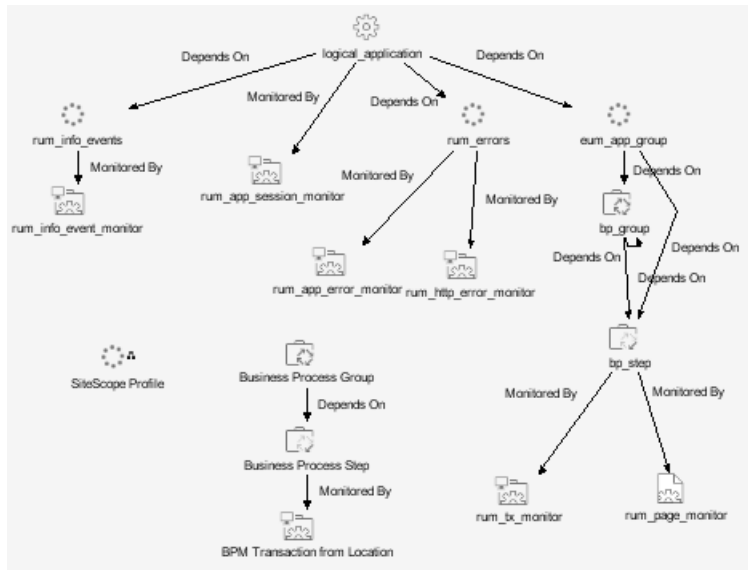 logical_application
Depends On
Depends On
Monitored By
Depends On
rum_info_events
rum_errors
eum_app_group
Monitored By
Monitored By
Depends On
rum_app_session_monitor
Monitored By
rum_info_event_monitor
bp_group
Depends On
Depends On
Depends On
rum_app_error_monitor
rum_http_error_monitor
bp_step
SiteScope Profile
Business Process Group
Monitored By
Monitored By
Depends On
Business Process Step
Monitored By
rum_tx_monitor
rum_page_monitor
BPM Transaction from Location